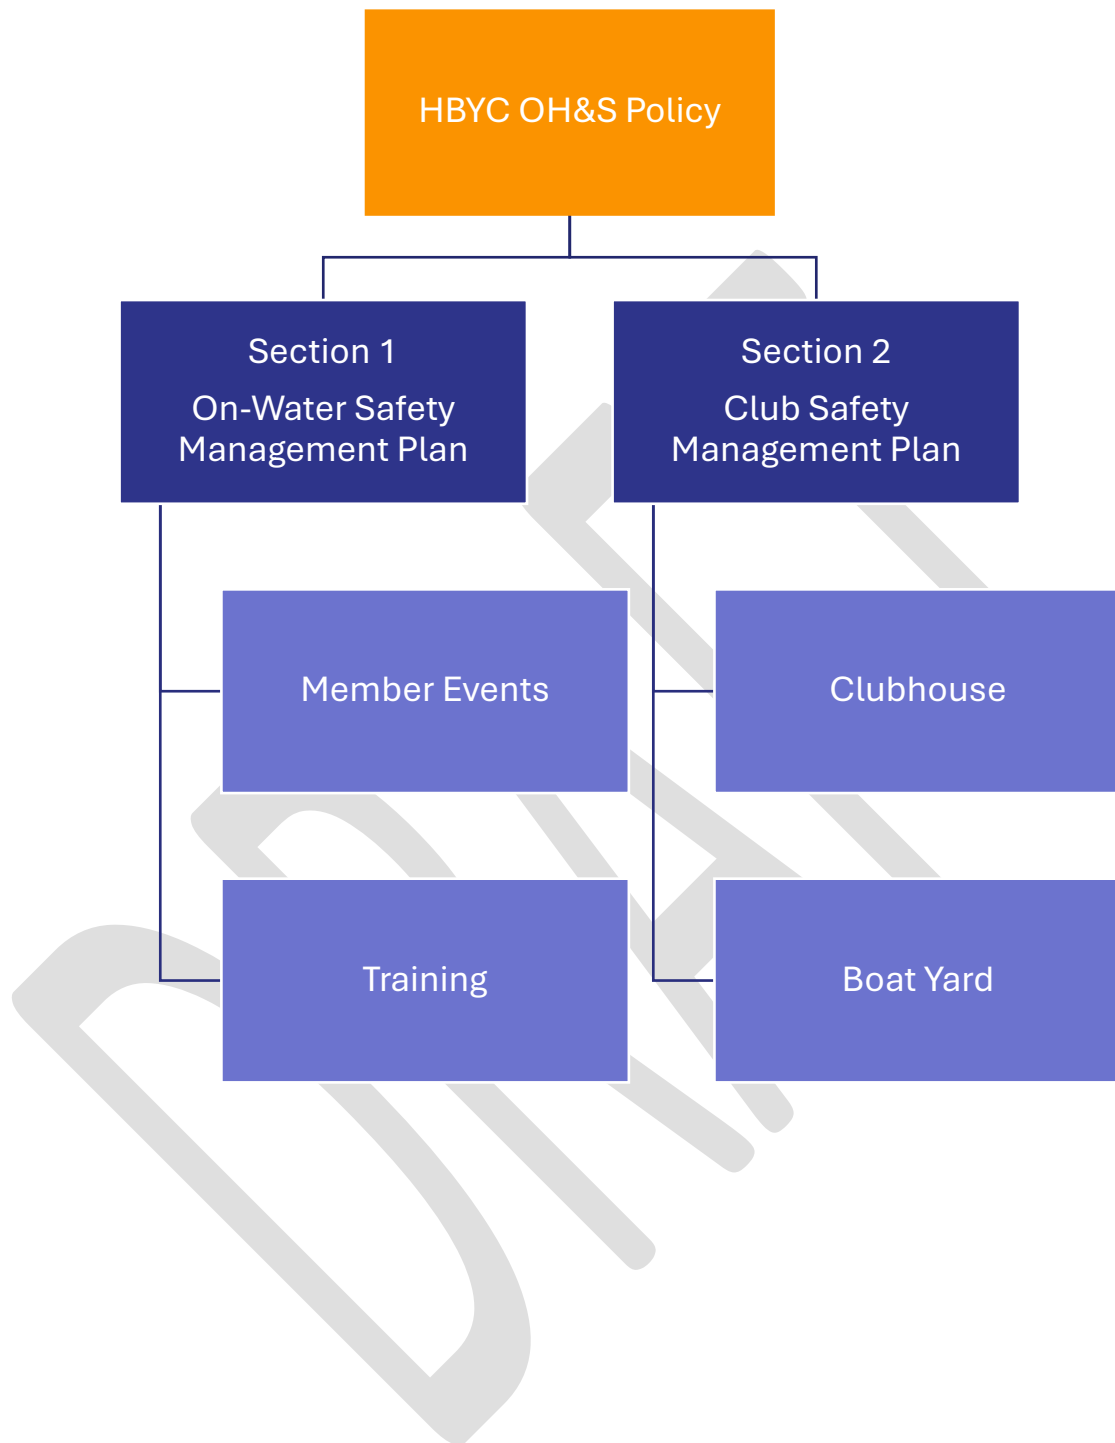 HBYC OH&S Policy
Section 1
On-Water Safety
Management Plan
Section 2
Club Safety
Management Plan
Member Events
Clubhouse
Training
Boat Yard
DRAFT